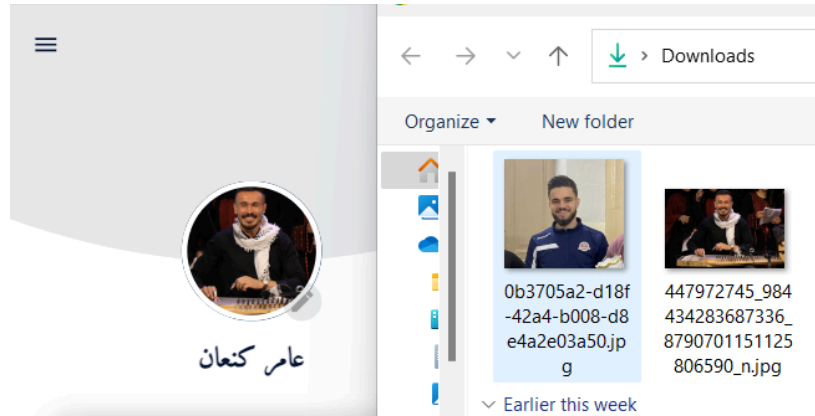 عامر كنعان
Downloads
Organize
New folder
0b3705a2-d18f
-42a4-b008-d8
e4a2e03a50.jp
g
447972745_984
434283687336_
8790701151125
806590_n.jpg
Earlier this week